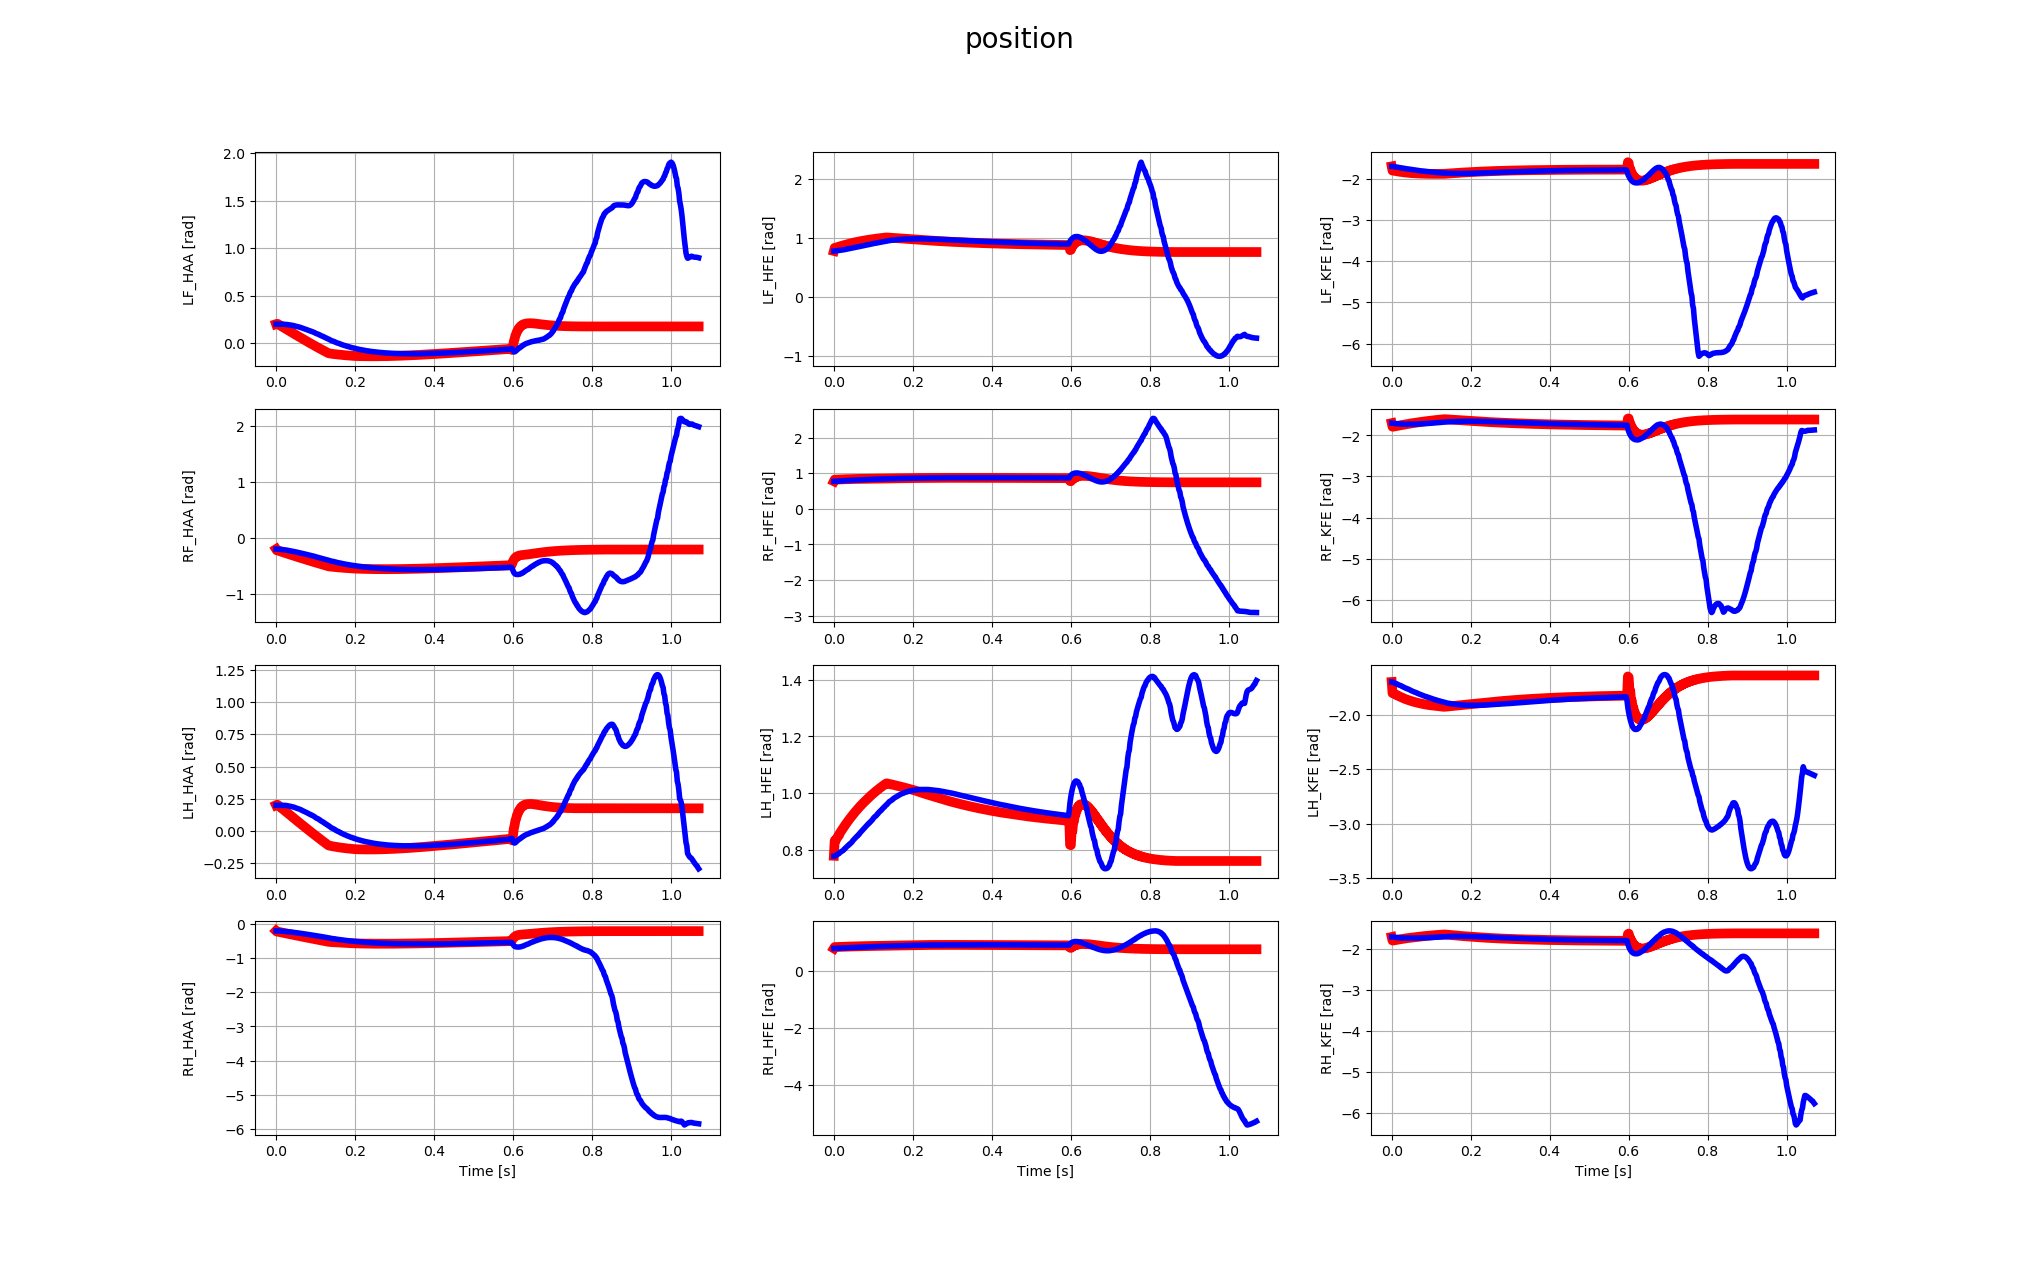 position
LF_HAA [rad]
2.0
1.5
1.0
0.5
0.0
0.0 0.2 0.4 0.6 0.8 1.0
LF_HFE [rad]
2
1
0
−1
0.0 0.2 0.4 0.6 0.8 1.0
LF_KFE [rad]
−2
−3
−4
−5
−6
0.0 0.2 0.4 0.6 0.8 1.0
RF_HAA [rad]
2
1
0
−1
0.0 0.2 0.4 0.6 0.8 1.0
RF_HFE [rad]
2
1
0
−1
−2
−3
0.0 0.2 0.4 0.6 0.8 1.0
RF_KFE [rad]
−2
−3
−4
−5
−6
0.0 0.2 0.4 0.6 0.8 1.0
LH_HAA [rad]
1.25
1.00
0.75
0.50
0.25
0.00
−0.25
0.0 0.2 0.4 0.6 0.8 1.0
LH_HFE [rad]
1.4
1.2
1.0
0.8
0.0 0.2 0.4 0.6 0.8 1.0
LH_KFE [rad]
−2.0
−2.5
−3.0
−3.5
0.0 0.2 0.4 0.6 0.8 1.0
RH_HAA [rad]
0
−1
−2
−3
−4
−5
−6
0.0 0.2 0.4 0.6 0.8 1.0
Time [s]
RH_HFE [rad]
0
−2
−4
0.0 0.2 0.4 0.6 0.8 1.0
Time [s]
RH_KFE [rad]
−2
−3
−4
−5
−6
0.0 0.2 0.4 0.6 0.8 1.0
Time [s]